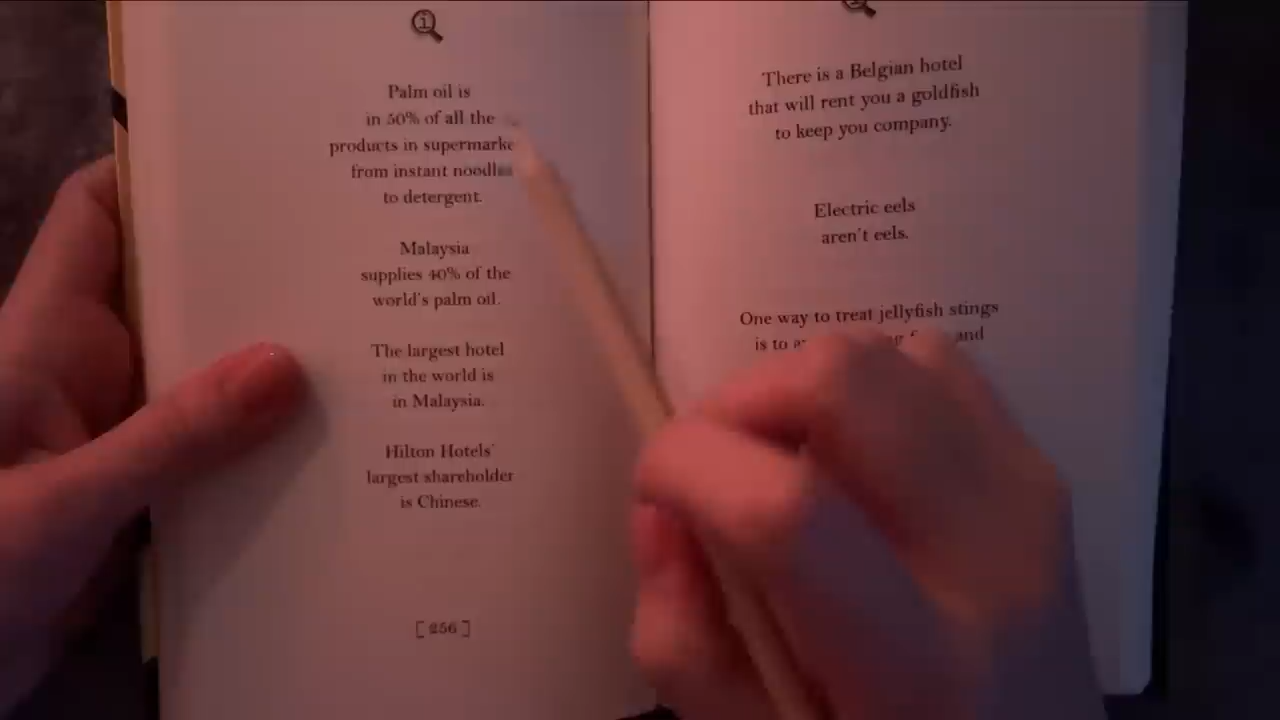 Palm oil is
in 50% of all the
products in
from instant
to detergent.
Malaysia
supplies 40% of the
world's palm oil.
The largest hotel
in the world is
in Malaysia.
Hilton Hotels'
largest shareholder
is Chinese.
[ 256 ]
There is a Belgian hotel
that will rent you a goldfish
to keep you company.
Electric eels
aren't eels.
One way to treat jellyfish stings
is to and